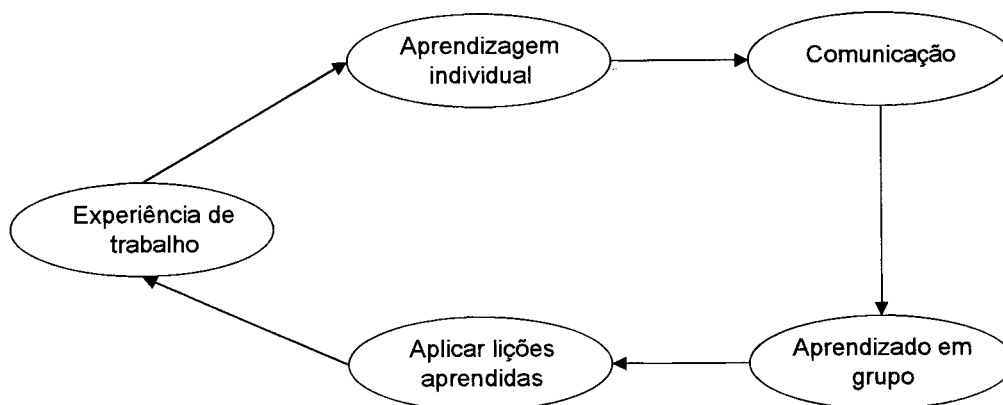 Aprendizagem
individual
Comunicação
Experiência de
trabalho
Aplicar lições
aprendidas
Aprendizado em
grupo